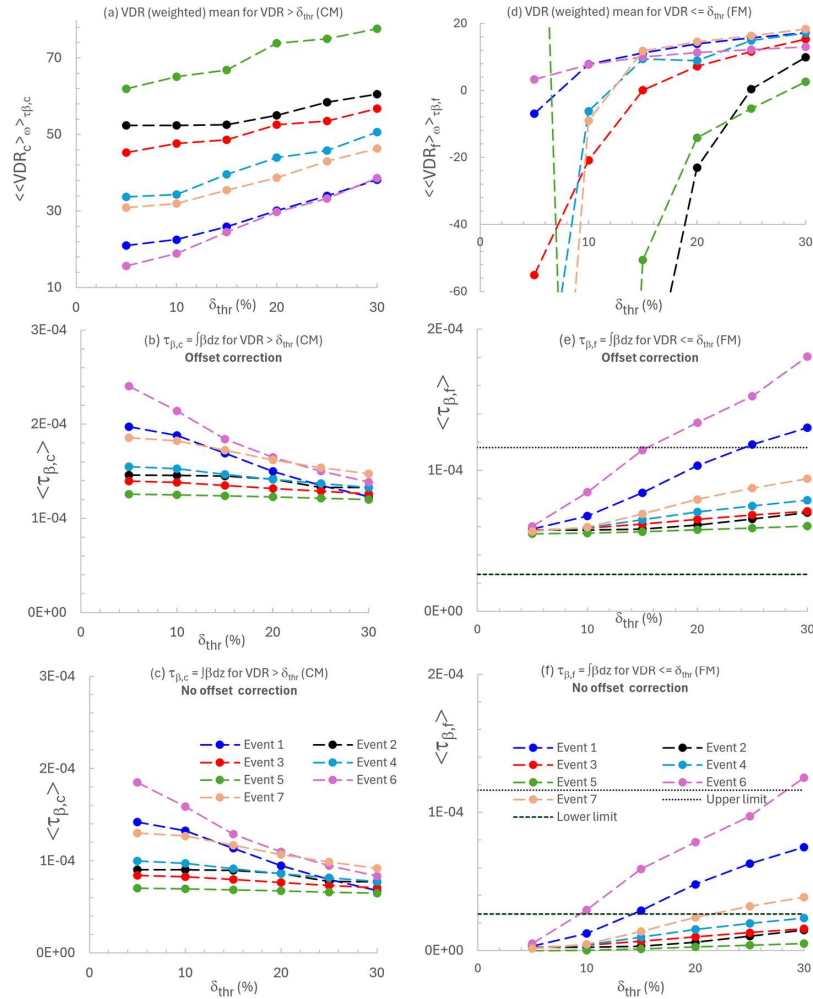 (a) VDR (weighted) mean for VDR > δthr (CM)
70
50
30
10
<<VDRc>ω>τβ,c
0 10 20 30
δthr (%)
(d) VDR (weighted) mean for VDR <= δthr (FM)
20
0
-20
-40
-60
<<VDRf>ω>τβ,f
0 10 20 30
δthr (%)
(b) τβ,c = ∫βdz for VDR > δthr (CM)
Offset correction
3E-04
2E-04
1E-04
0E+00
<τβ,c>
0 10 20 30
δthr (%)
(e) τβ,f = ∫βdz for VDR <= δthr (FM)
Offset correction
2E-04
1E-04
0E+00
<τβ,f>
0 10 20 30
δthr (%)
(c) τβ,c = ∫βdz for VDR > δthr (CM)
No offset correction
3E-04
2E-04
1E-04
0E+00
<τβ,c>
Event 1 Event 2
Event 3 Event 4
Event 5 Event 6
Event 7
0 10 20 30
δthr (%)
(f) τβ,f = ∫βdz for VDR <= δthr (FM)
No offset correction
2E-04
1E-04
0E+00
<τβ,f>
Event 1 Event 2
Event 3 Event 4
Event 5 Event 6
Event 7 Upper limit
Lower limit
0 10 20 30
δthr (%)